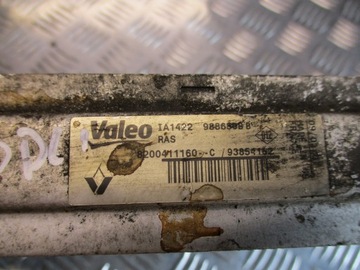 Valeo IA1422
RAS
8200411160--C / 93854162